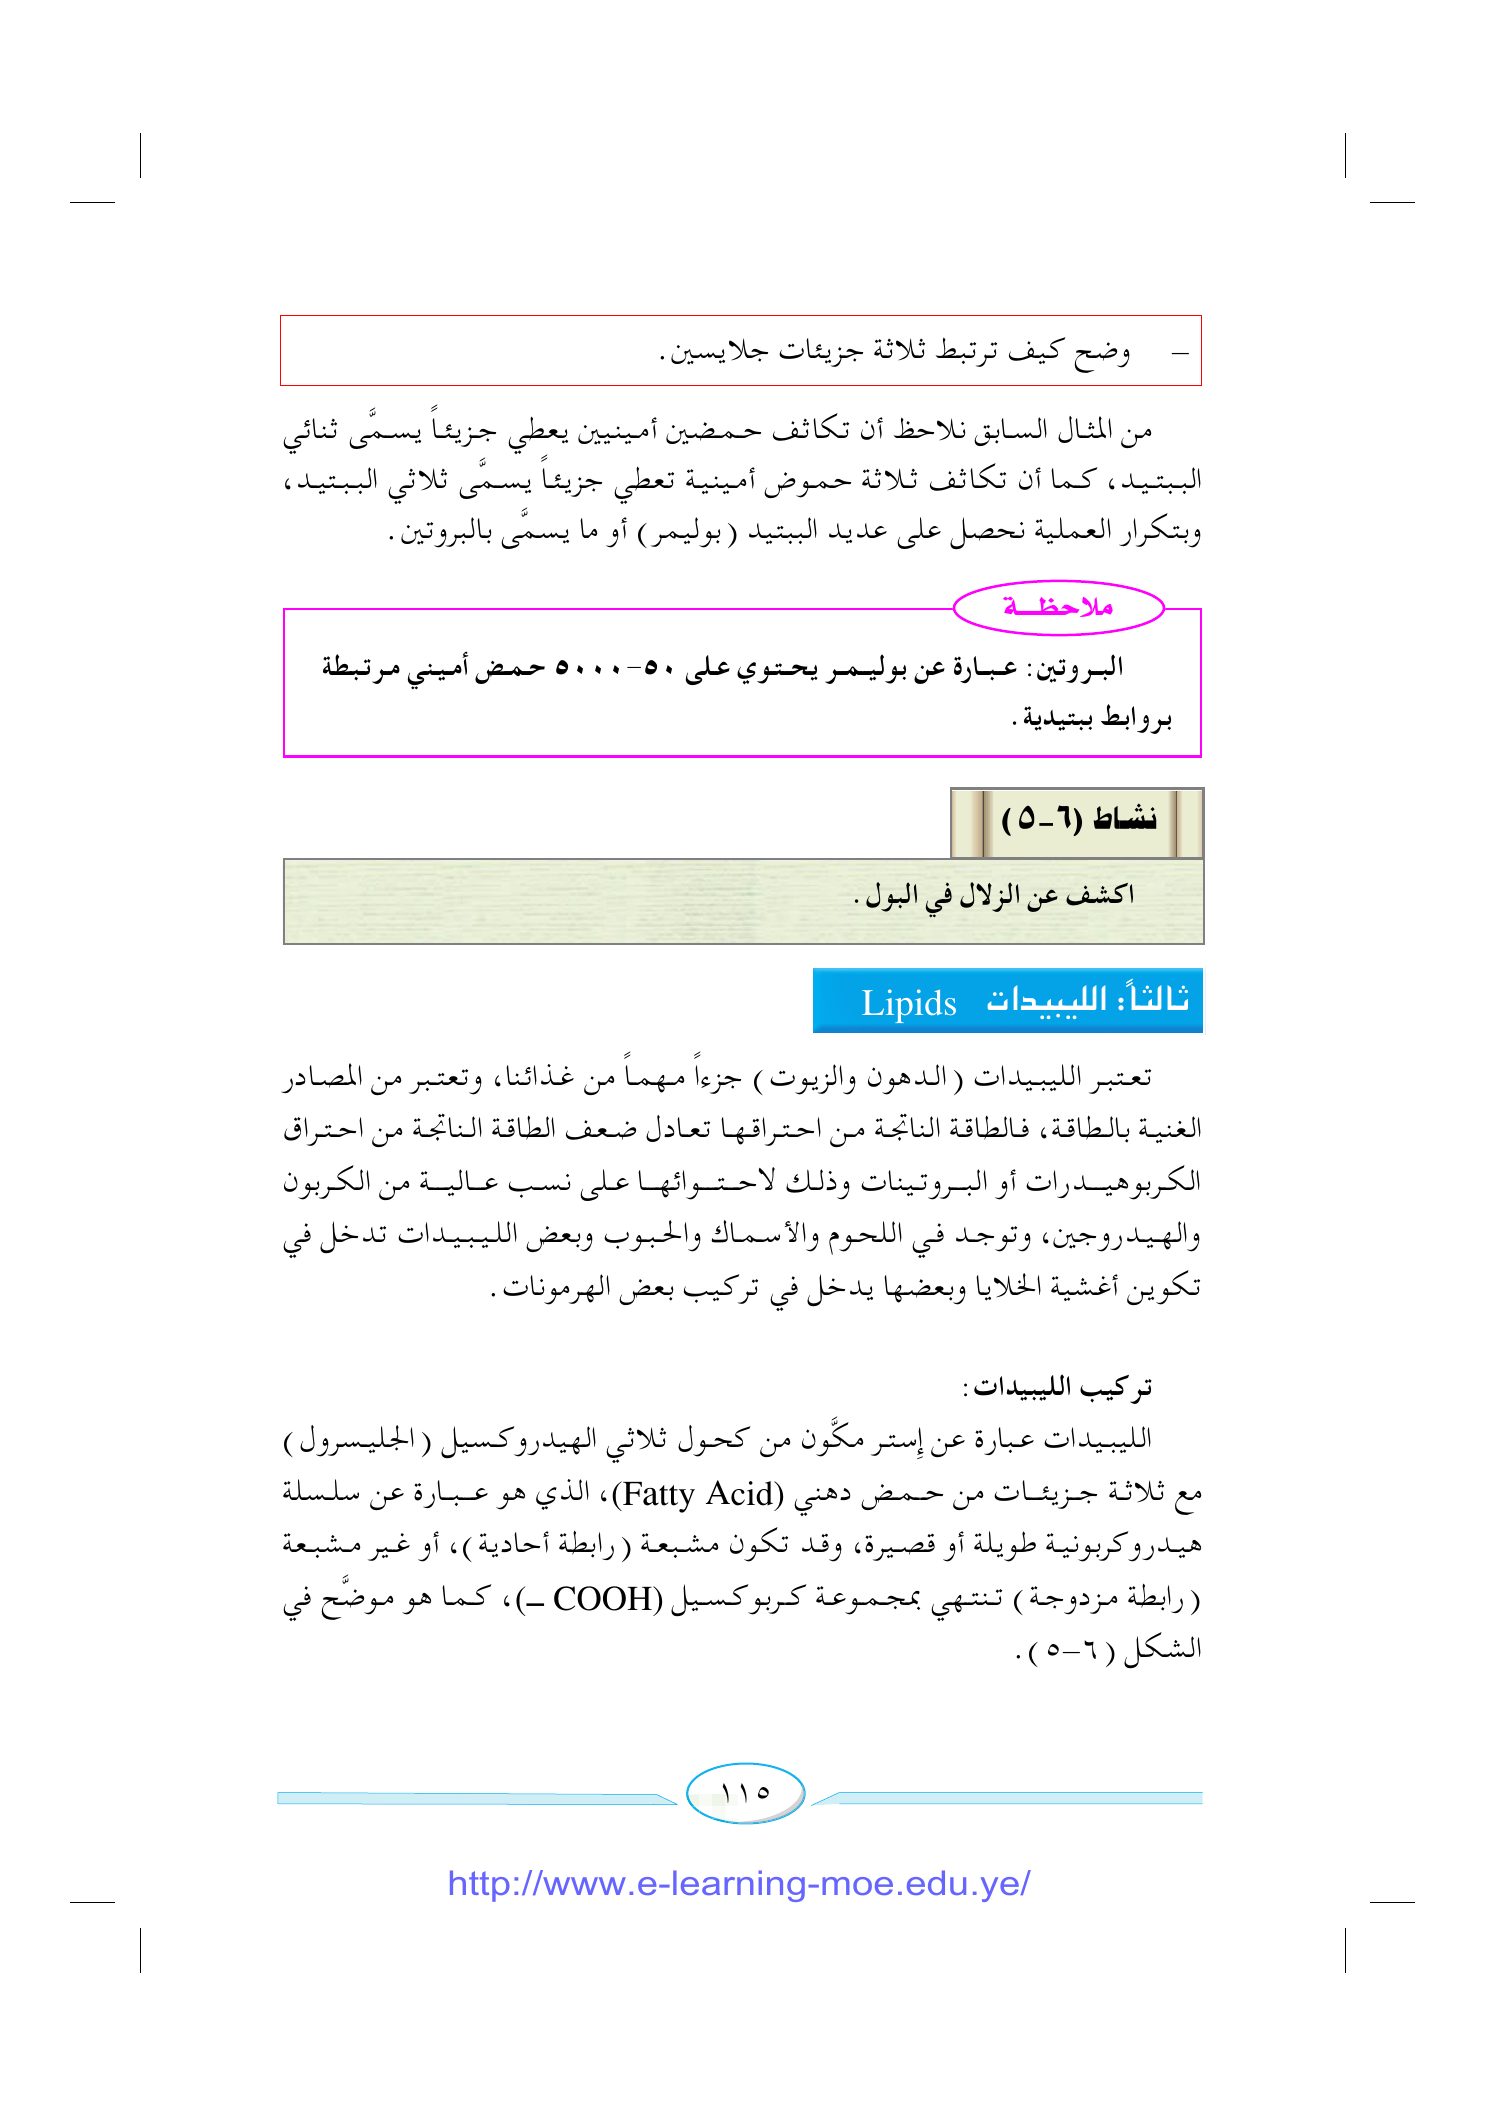 – وضح كيف ترتبط ثلاثة جزيئات جلايسين.
من المثال السابق نلاحظ أن تكاثف حمضين أمينيين يعطي جزيئاً يسمَّى ثنائي
الببتيد، كما أن تكاثف ثلاثة حموض أمينية تعطي جزيئاً يسمَّى ثلاثي الببتيد،
وبتكرار العملية نحصل على عديد الببتيد (بوليمر) أو ما يسمَّى بالبروتين.
ملاحظة
البروتين: عبارة عن بوليمر يحتوي على ٥٠-٥٠٠٠ حمض أميني مرتبطة
بروابط ببتيدية.
نشاط (٦-٥)
اكشف عن الزلال في البول.
ثالثاً: الليبيدات Lipids
تعتبر الليبيدات (الدهون والزيوت) جزءاً مهماً من غذائنا، وتعتبر من المصادر
الغنية بالطاقة، فالطاقة الناتجة من احتراقها تعادل ضعف الطاقة الناتجة من احتراق
الكربوهيدرات أو البروتينات وذلك لاحتوائها على نسب عالية من الكربون
والهيدروجين، وتوجد في اللحوم والأسماك والحبوب وبعض الليبيدات تدخل في
تكوين أغشية الخلايا وبعضها يدخل في تركيب بعض الهرمونات.
تركيب الليبيدات:
الليبيدات عبارة عن إِستر مكَّون من كحول ثلاثي الهيدروكسيل (الجليسرول)
مع ثلاثة جزيئات من حمض دهني (Fatty Acid)، الذي هو عبارة عن سلسلة
هيدروكربونية طويلة أو قصيرة، وقد تكون مشبعة (رابطة أحادية)، أو غير مشبعة
(رابطة مزدوجة) تنتهي بمجموعة كربوكسيل (COOH ــ)، كما هو موضَّح في
الشكل (٦–٥).
١١٥
http://www.e-learning-moe.edu.ye/